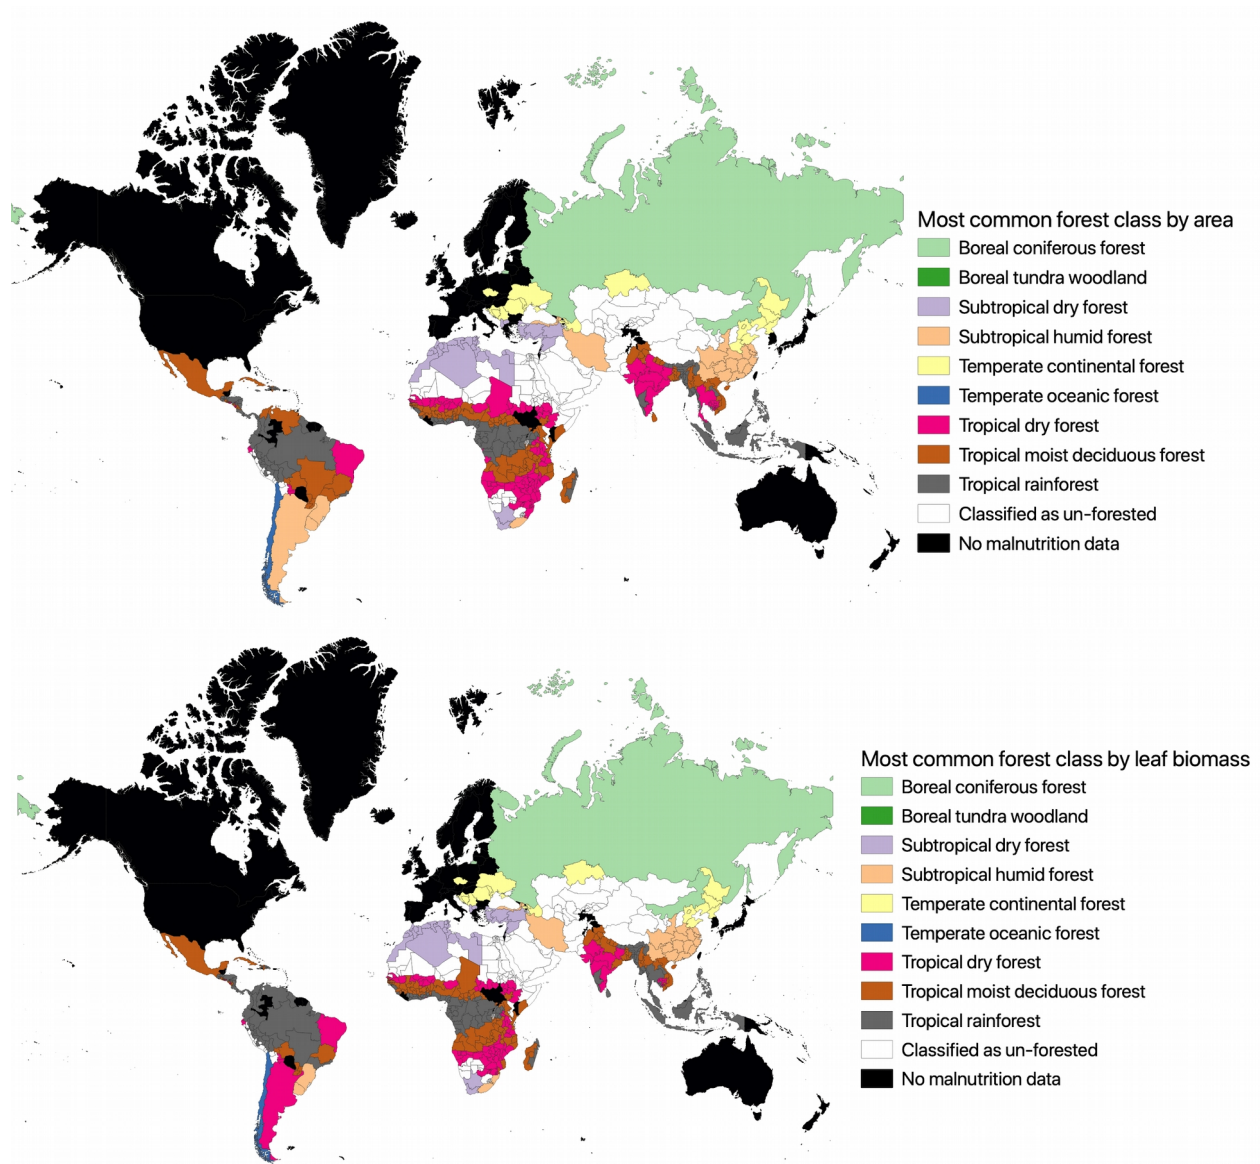 Most common forest class by area
Boreal coniferous forest
Boreal tundra woodland
Subtropical dry forest
Subtropical humid forest
Temperate continental forest
Temperate oceanic forest
Tropical dry forest
Tropical moist deciduous forest
Tropical rainforest
Classified as un-forested
No malnutrition data
Most common forest class by leaf biomass
Boreal coniferous forest
Boreal tundra woodland
Subtropical dry forest
Subtropical humid forest
Temperate continental forest
Temperate oceanic forest
Tropical dry forest
Tropical moist deciduous forest
Tropical rainforest
Classified as un-forested
No malnutrition data